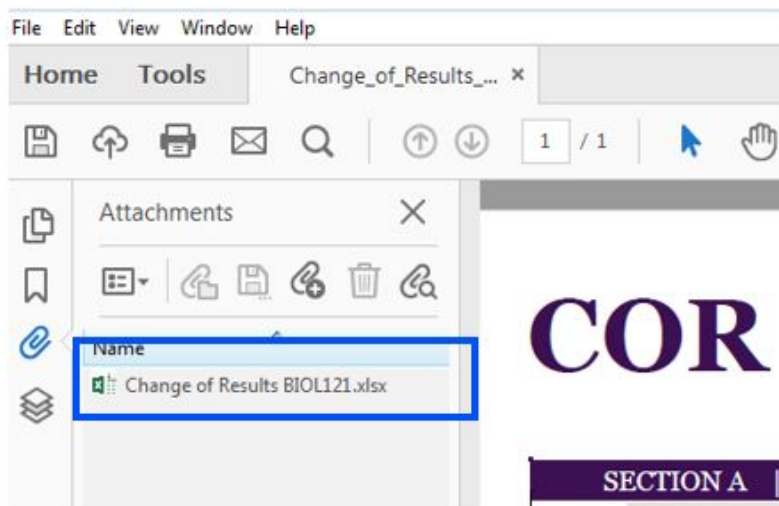 File Edit View Window Help
Home Tools Change_of_Results_... ×
1 / 1
Attachments
Name
Change of Results BIOL121.xlsx
COR
SECTION A